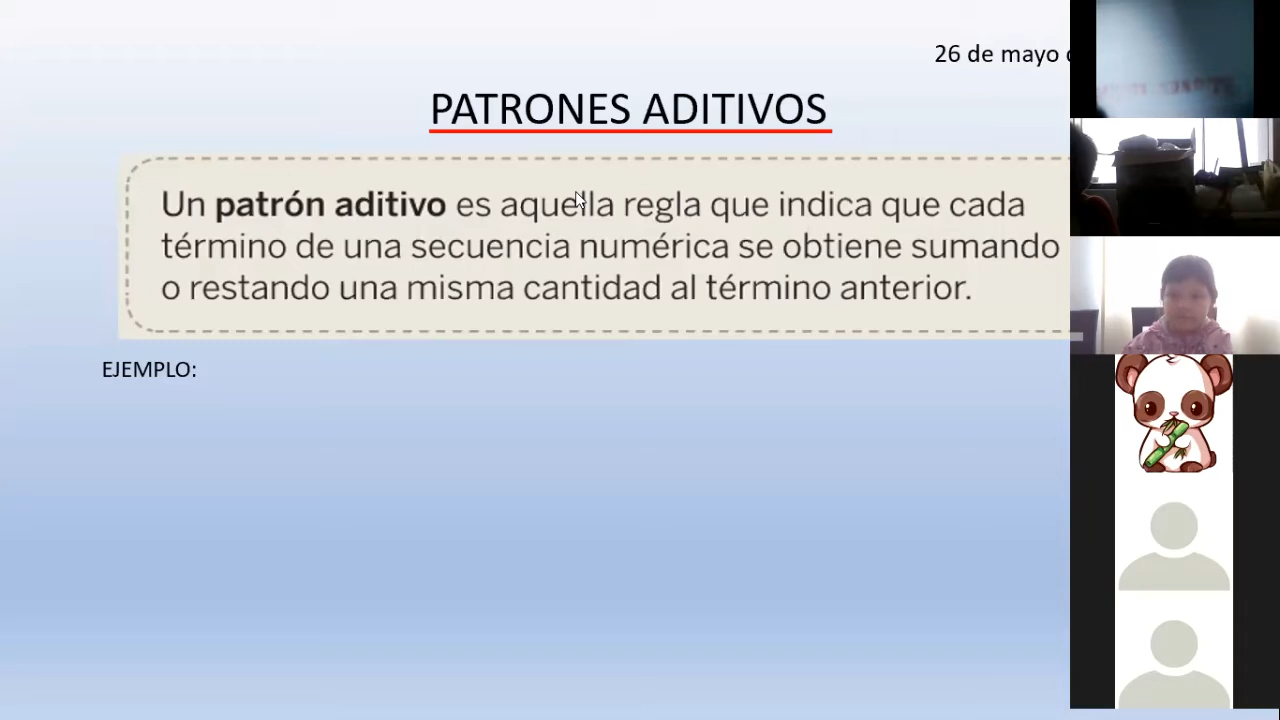 26 de mayo
PATRONES ADITIVOS
Un patrón aditivo es aquella regla que indica que cada
término de una secuencia numérica se obtiene sumando
o restando una misma cantidad al término anterior.
EJEMPLO: